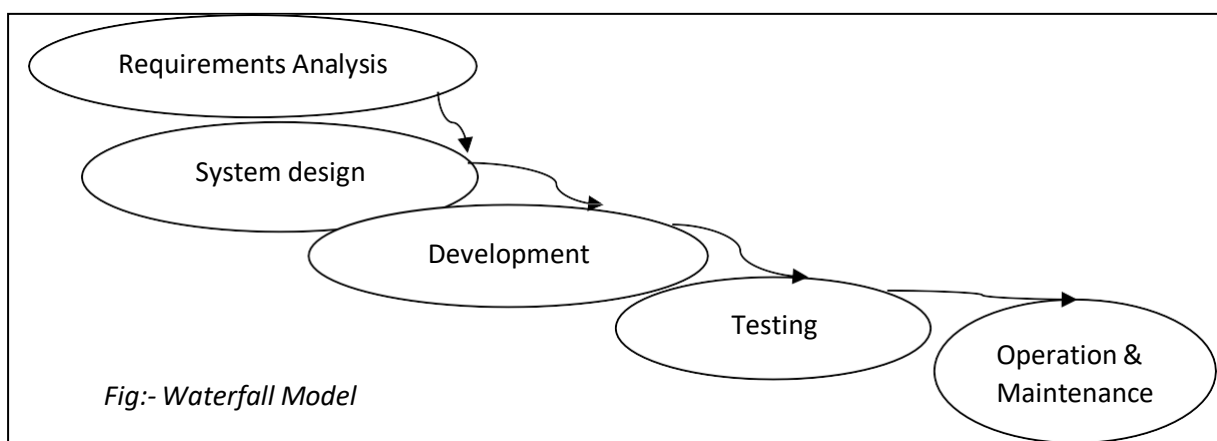 Requirements Analysis
System design
Development
Testing
Operation &
Maintenance
Fig:- Waterfall Model